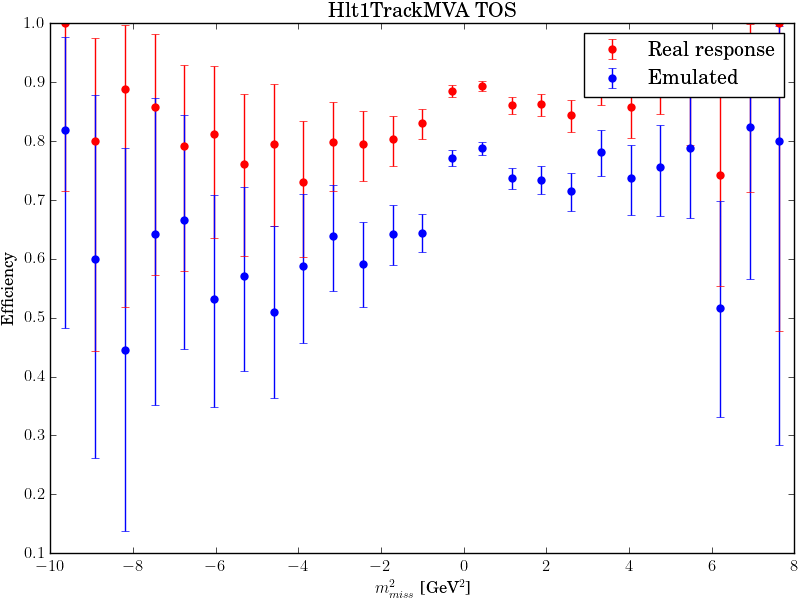 Hlt1TrackMVA TOS
Real response
Emulated
Efficiency
1.0
0.9
0.8
0.7
0.6
0.5
0.4
0.3
0.2
0.1
−10 −8 −6 −4 −2 0 2 4 6 8
m²miss [GeV²]